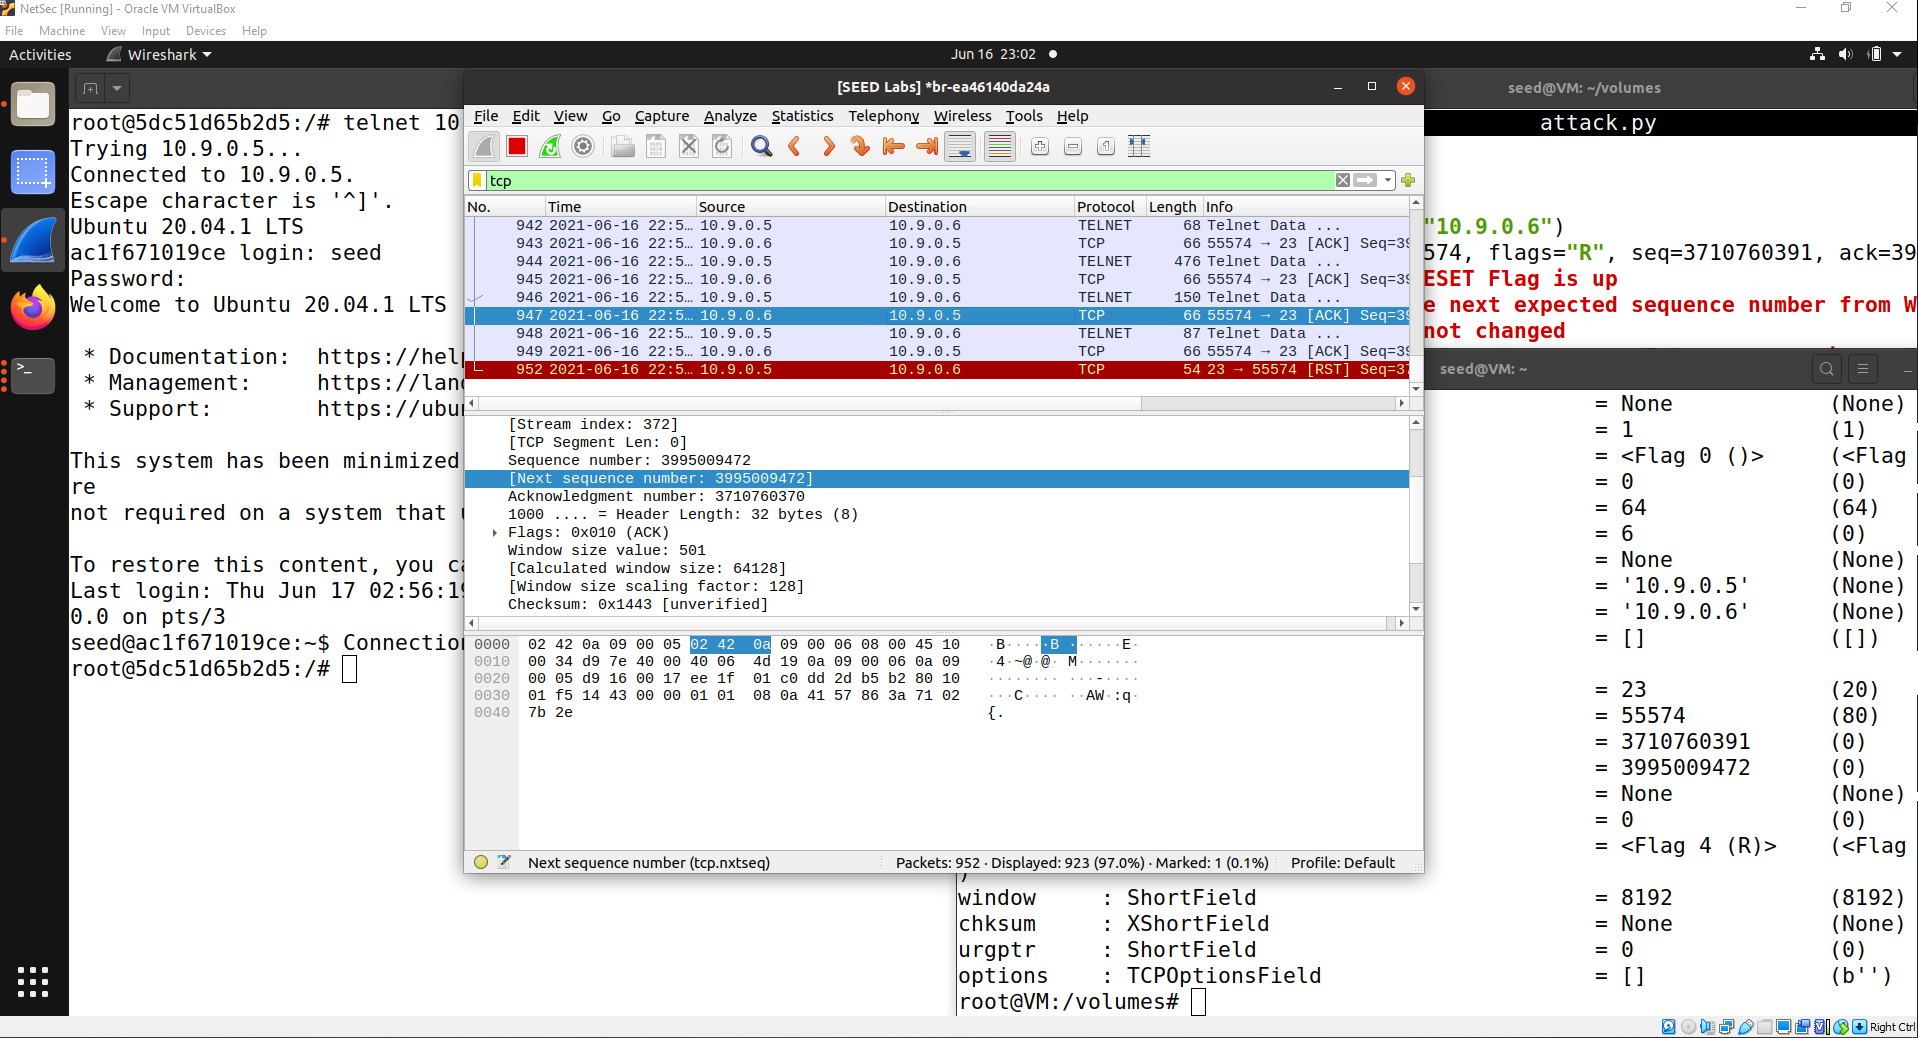 NetSec [Running] - Oracle VM VirtualBox
File Machine View Input Devices Help
Activities Wireshark Jun 16 23:02
root@5dc51d65b2d5:/# telnet 10
Trying 10.9.0.5...
Connected to 10.9.0.5.
Escape character is '^]'.
Ubuntu 20.04.1 LTS
ac1f671019ce login: seed
Password:
Welcome to Ubuntu 20.04.1 LTS
* Documentation: https://help
* Management: https://land
* Support: https://ubun
This system has been minimized
re
not required on a system that
To restore this content, you ca
Last login: Thu Jun 17 02:56:19
0.0 on pts/3
seed@ac1f671019ce:~$ Connection
root@5dc51d65b2d5:/#
[SEED Labs] *br-ea46140da24a
File Edit View Go Capture Analyze Statistics Telephony Wireless Tools Help
tcp
No. Time Source Destination Protocol Length Info
942 2021-06-16 22:5… 10.9.0.5 10.9.0.6 TELNET 68 Telnet Data ...
943 2021-06-16 22:5… 10.9.0.6 10.9.0.5 TCP 66 55574 → 23 [ACK] Seq=39
944 2021-06-16 22:5… 10.9.0.5 10.9.0.6 TELNET 476 Telnet Data ...
945 2021-06-16 22:5… 10.9.0.6 10.9.0.5 TCP 66 55574 → 23 [ACK] Seq=39
946 2021-06-16 22:5… 10.9.0.5 10.9.0.6 TELNET 150 Telnet Data ...
947 2021-06-16 22:5… 10.9.0.6 10.9.0.5 TCP 66 55574 → 23 [ACK] Seq=39
948 2021-06-16 22:5… 10.9.0.5 10.9.0.6 TELNET 87 Telnet Data ...
949 2021-06-16 22:5… 10.9.0.6 10.9.0.5 TCP 66 55574 → 23 [ACK] Seq=39
952 2021-06-16 22:5… 10.9.0.5 10.9.0.6 TCP 54 23 → 55574 [RST] Seq=37
[Stream index: 372]
[TCP Segment Len: 0]
Sequence number: 3995009472
[Next sequence number: 3995009472]
Acknowledgment number: 3710760370
1000 .... = Header Length: 32 bytes (8)
Flags: 0x010 (ACK)
Window size value: 501
[Calculated window size: 64128]
[Window size scaling factor: 128]
Checksum: 0x1443 [unverified]
0000 02 42 0a 09 00 05 02 42 0a 09 00 06 08 00 45 10 ·B·····B· ·····E·
0010 00 34 d9 7e 40 00 40 06 4d 19 0a 09 00 06 0a 09 ·4·~@·@· M·······
0020 00 05 d9 16 00 17 ee 1f 01 c0 dd 2d b5 b2 80 10 ········ ···-····
0030 01 f5 14 43 00 00 01 01 08 0a 41 57 86 3a 71 02 ···C···· ··AW·:q·
0040 7b 2e {.
Next sequence number (tcp.nxtseq) Packets: 952 · Displayed: 923 (97.0%) · Marked: 1 (0.1%) Profile: Default
seed@VM: ~/volumes
attack.py
"10.9.0.6")
574, flags="R", seq=3710760391, ack=39
ESET Flag is up
e next expected sequence number from W
not changed
seed@VM: ~
= None (None)
= 1 (1)
= <Flag 0 ()> (<Flag
= 0 (0)
= 64 (64)
= 6 (0)
= None (None)
= '10.9.0.5' (None)
= '10.9.0.6' (None)
= [] ([])
= 23 (20)
= 55574 (80)
= 3710760391 (0)
= 3995009472 (0)
= None (None)
= 0 (0)
= <Flag 4 (R)> (<Flag
)
window : ShortField = 8192 (8192)
chksum : XShortField = None (None)
urgptr : ShortField = 0 (0)
options : TCPOptionsField = [] (b'')
root@VM:/volumes#
Right Ctrl